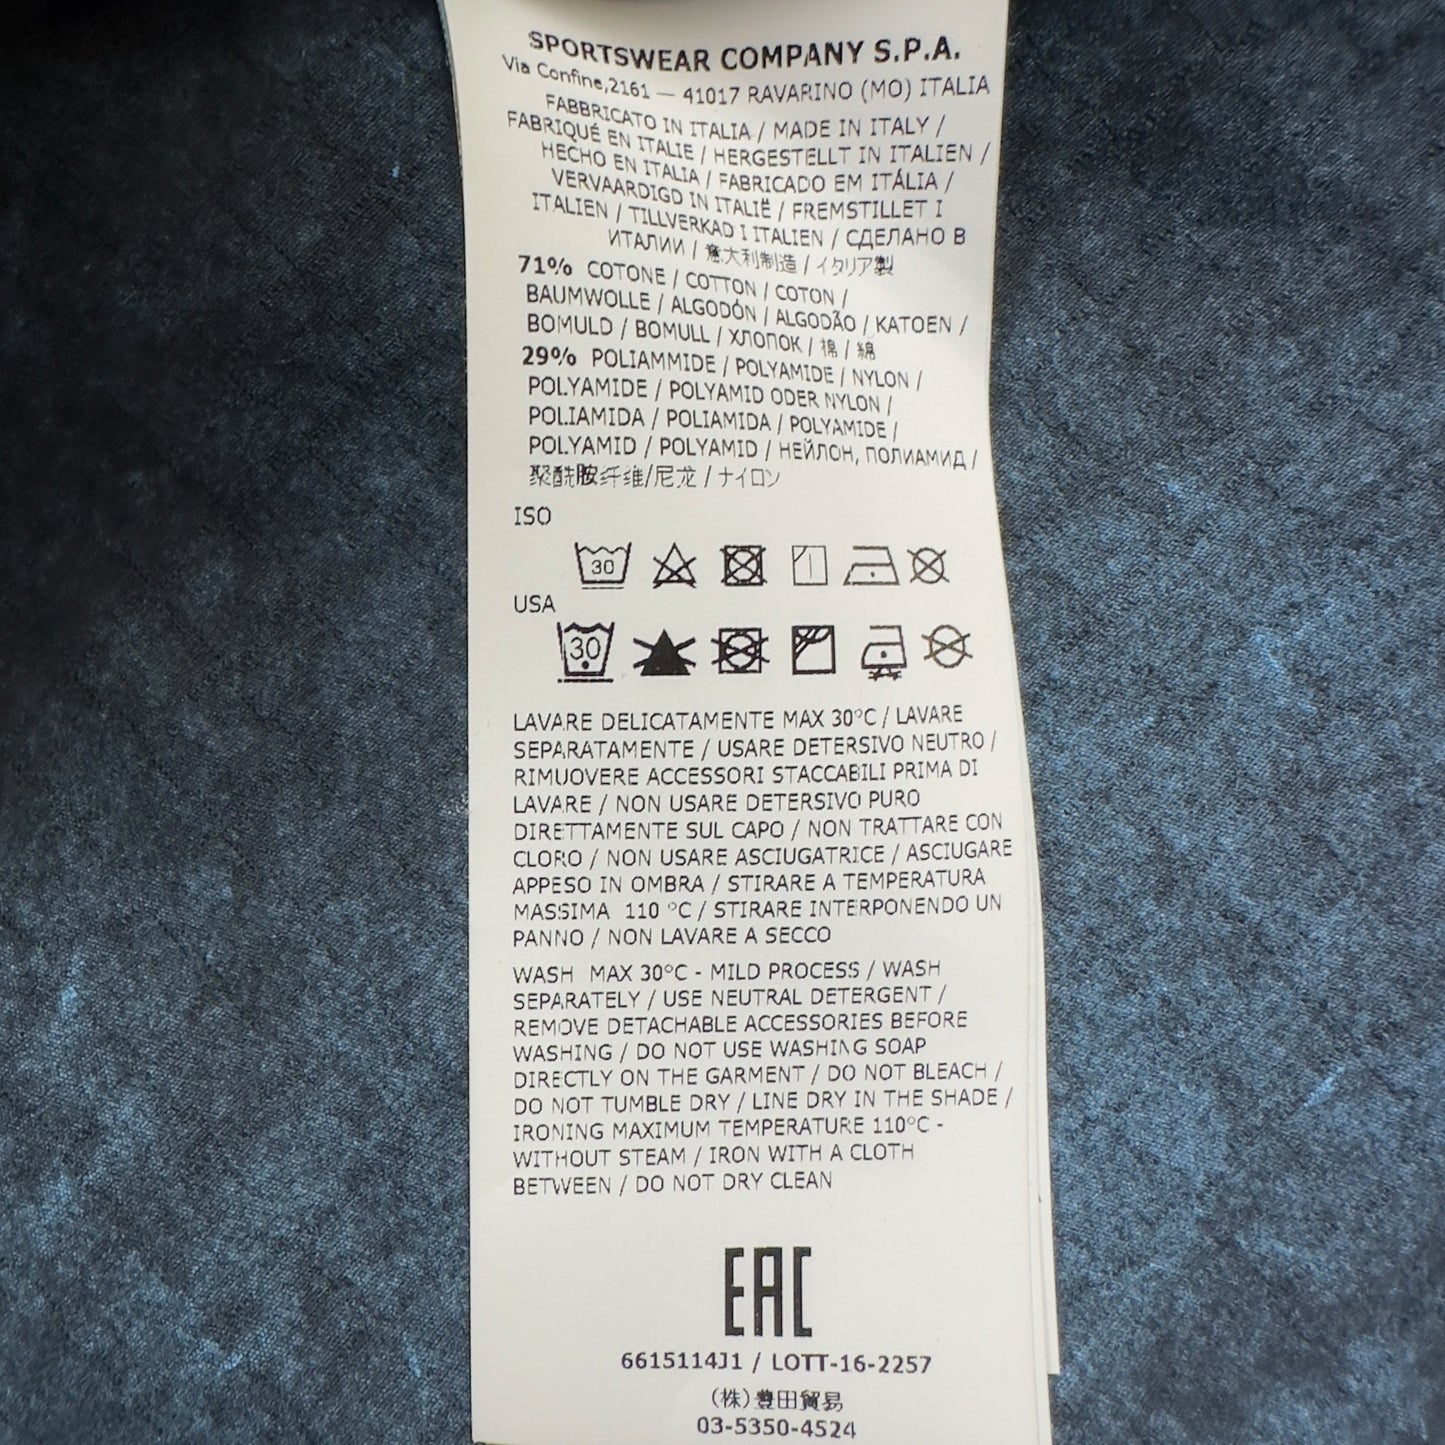 SPORTSWEAR COMPANY S.P.A.
Via Confine,2161 — 41017 RAVARINO (MO) ITALIA
FABBRICATO IN ITALIA / MADE IN ITALY /
FABRIQUÉ EN ITALIE / HERGESTELLT IN ITALIEN /
HECHO EN ITALIA / FABRICADO EM ITÁLIA /
VERVAARDIGD IN ITALIË / FREMSTILLET I
ITALIEN / TILLVERKAD I ITALIEN / СДЕЛАНО В
ИТАЛИИ / 意大利制造 / イタリア製
71% COTONE / COTTON / COTON /
BAUMWOLLE / ALGODÓN / ALGODÃO / KATOEN /
BOMULD / BOMULL / ХЛОПОК / 棉 / 綿
29% POLIAMMIDE / POLYAMIDE / NYLON /
POLYAMIDE / POLYAMID ODER NYLON /
POLIAMIDA / POLIAMIDA / POLYAMIDE /
POLYAMID / POLYAMID / НЕЙЛОН, ПОЛИАМИД /
聚酰胺纤维/尼龙 / ナイロン
ISO
30
USA
30
LAVARE DELICATAMENTE MAX 30°C / LAVARE
SEPARATAMENTE / USARE DETERSIVO NEUTRO /
RIMUOVERE ACCESSORI STACCABILI PRIMA DI
LAVARE / NON USARE DETERSIVO PURO
DIRETTAMENTE SUL CAPO / NON TRATTARE CON
CLORO / NON USARE ASCIUGATRICE / ASCIUGARE
APPESO IN OMBRA / STIRARE A TEMPERATURA
MASSIMA 110 °C / STIRARE INTERPONENDO UN
PANNO / NON LAVARE A SECCO
WASH MAX 30°C - MILD PROCESS / WASH
SEPARATELY / USE NEUTRAL DETERGENT /
REMOVE DETACHABLE ACCESSORIES BEFORE
WASHING / DO NOT USE WASHING SOAP
DIRECTLY ON THE GARMENT / DO NOT BLEACH /
DO NOT TUMBLE DRY / LINE DRY IN THE SHADE /
IRONING MAXIMUM TEMPERATURE 110°C -
WITHOUT STEAM / IRON WITH A CLOTH
BETWEEN / DO NOT DRY CLEAN
EAC
6615114J1 / LOTT-16-2257
(株)豊田貿易
03-5350-4524